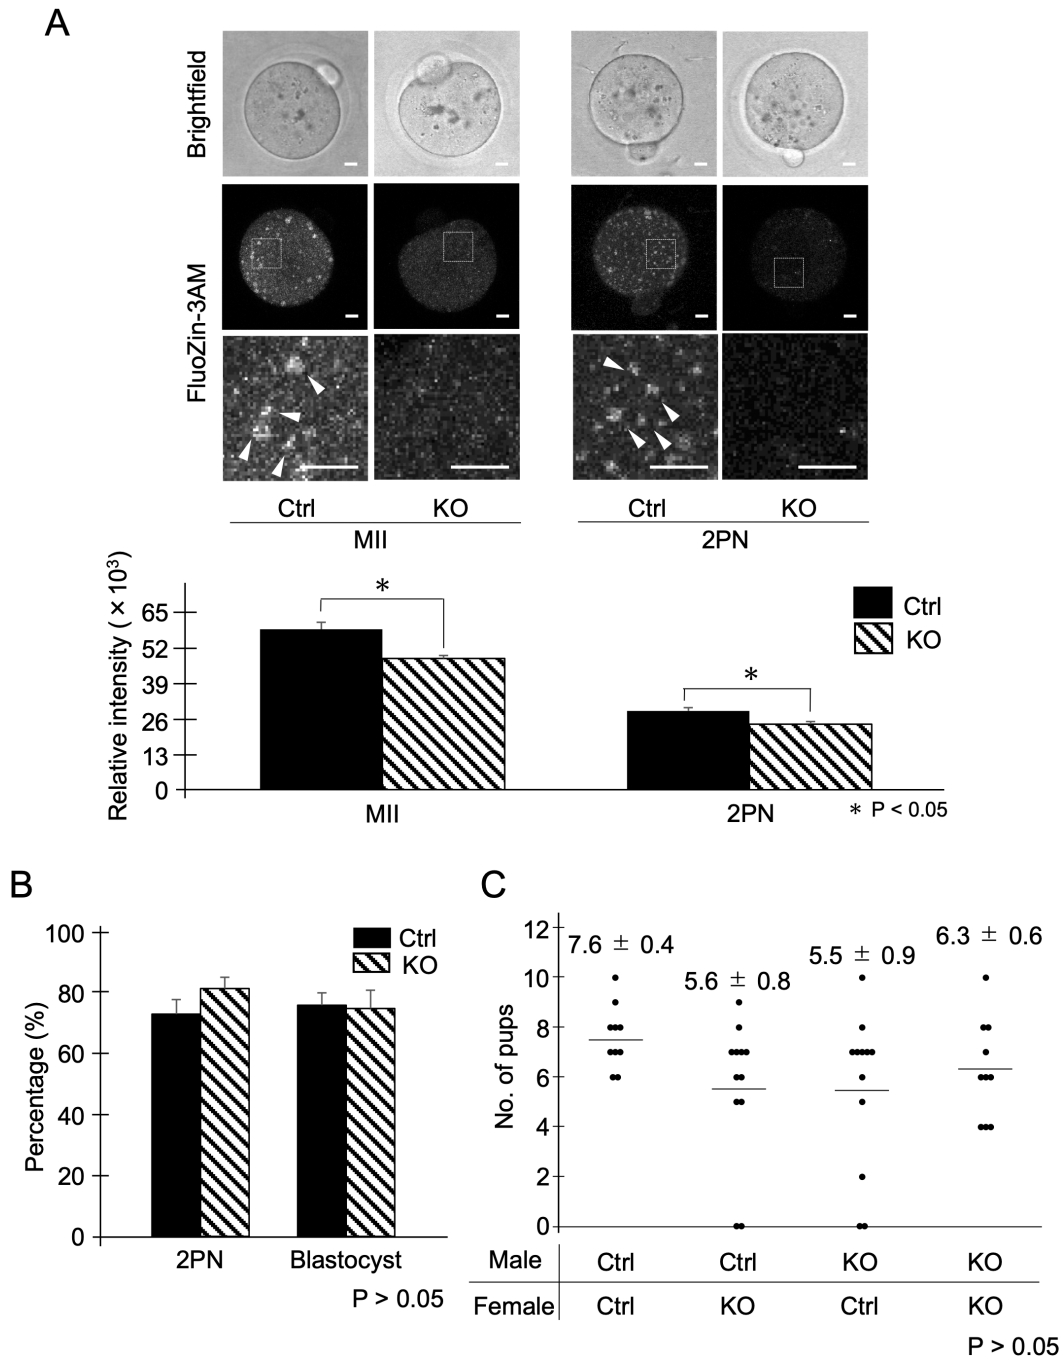 A
Brightfield
FluoZin-3AM
Ctrl KO Ctrl KO
MII 2PN
Relative intensity (×10³)
65
52
39
26
13
0
*
*
Ctrl
KO
MII 2PN
* P < 0.05
B
Percentage (%)
100
80
60
40
20
0
Ctrl
KO
2PN Blastocyst
P > 0.05
C
No. of pups
12
10
8
6
4
2
0
7.6 ± 0.4
5.6 ± 0.8
5.5 ± 0.9
6.3 ± 0.6
Male Ctrl Ctrl KO KO
Female Ctrl KO Ctrl KO
P > 0.05